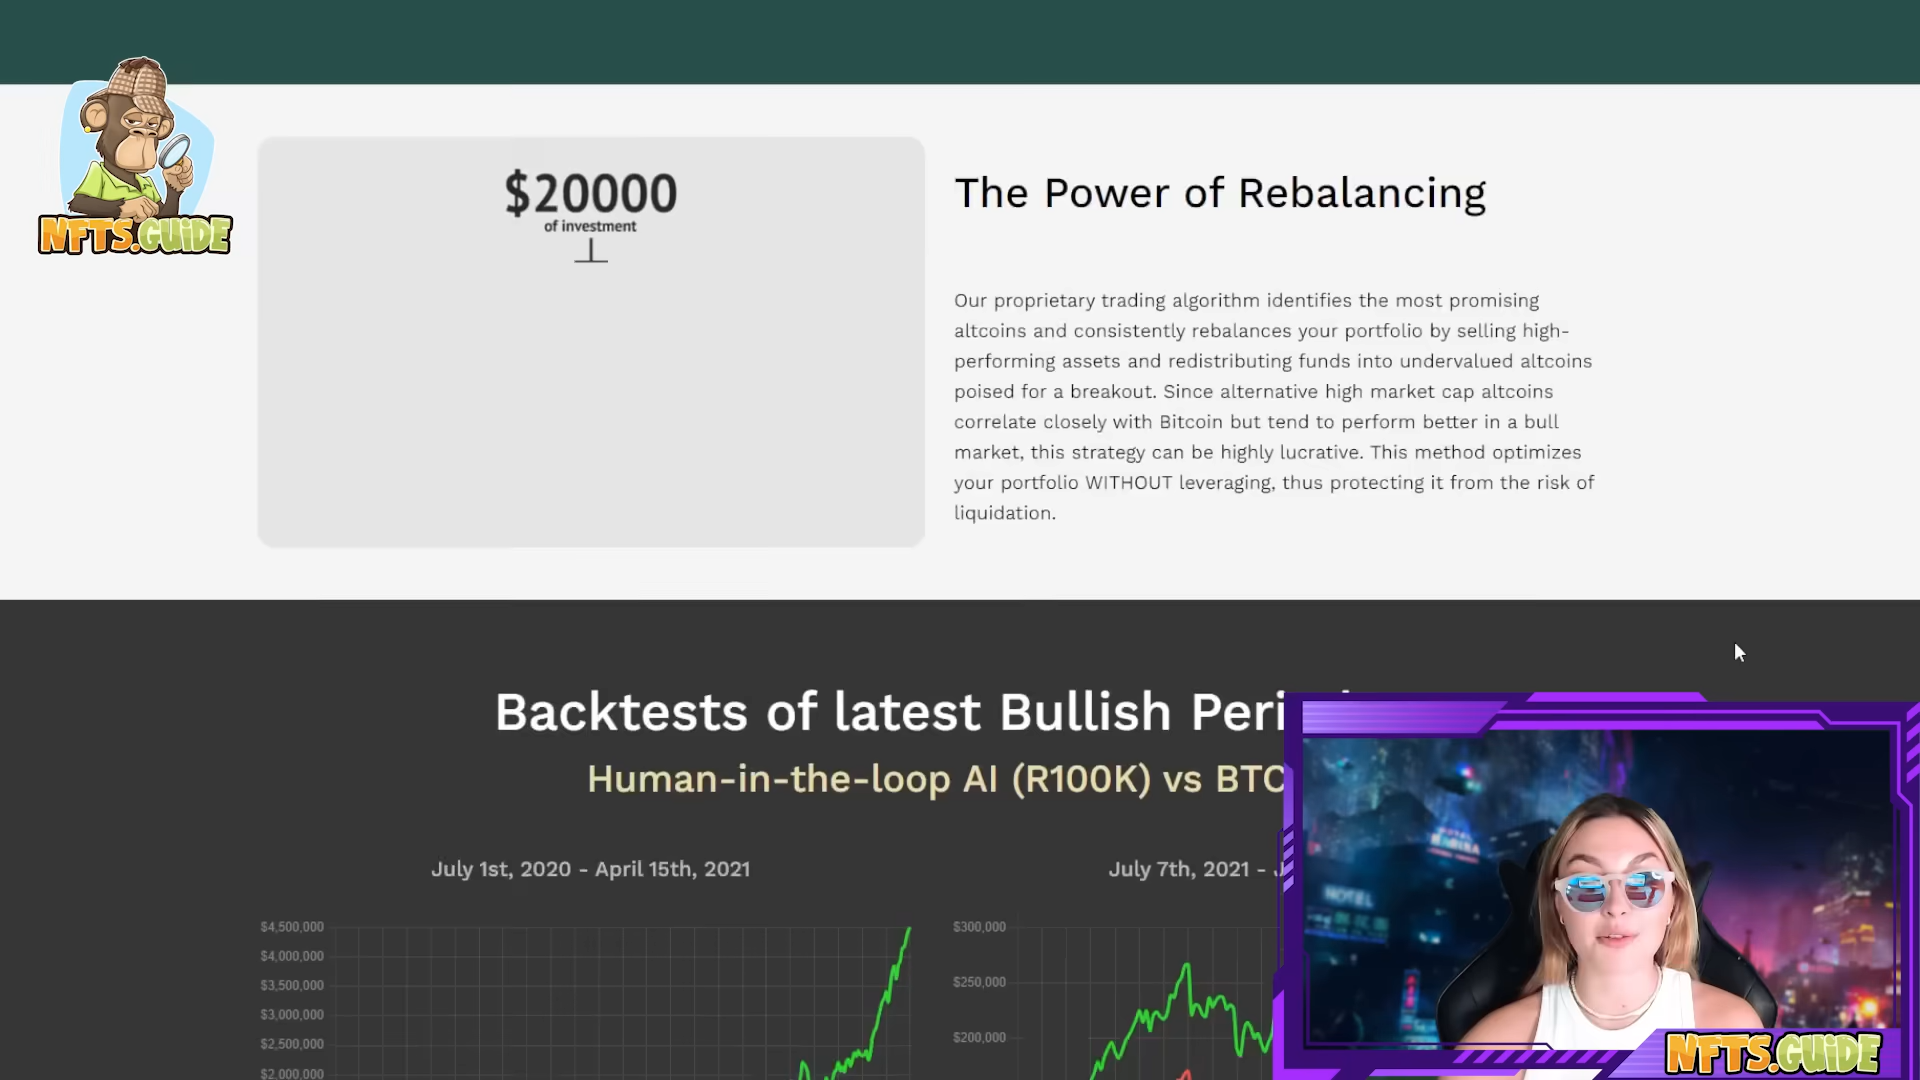 NFTS.GUiDE
$20000
of investment
The Power of Rebalancing
Our proprietary trading algorithm identifies the most promising
altcoins and consistently rebalances your portfolio by selling high-
performing assets and redistributing funds into undervalued altcoins
poised for a breakout. Since alternative high market cap altcoins
correlate closely with Bitcoin but tend to perform better in a bull
market, this strategy can be highly lucrative. This method optimizes
your portfolio WITHOUT leveraging, thus protecting it from the risk of
liquidation.
Backtests of latest Bullish
Human-in-the-loop AI (R100K) vs BTC
July 1st, 2020 - April 15th, 2021
July 7th, 2021 -
$4,500,000
$4,000,000
$3,500,000
$3,000,000
$2,500,000
$2,000,000
$300,000
$250,000
$200,000
HOTEL
NFTS.GUiDE